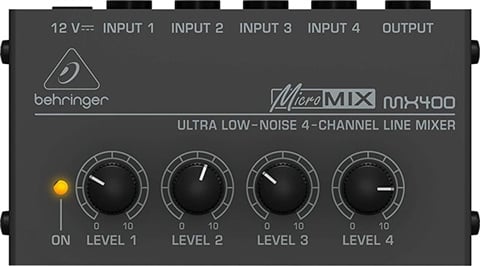 12 V⎓ INPUT 1 INPUT 2 INPUT 3 INPUT 4 OUTPUT
behringer
MicroMIX MX400
ULTRA LOW-NOISE 4-CHANNEL LINE MIXER
0 10 0 10 0 10 0 10
ON LEVEL 1 LEVEL 2 LEVEL 3 LEVEL 4